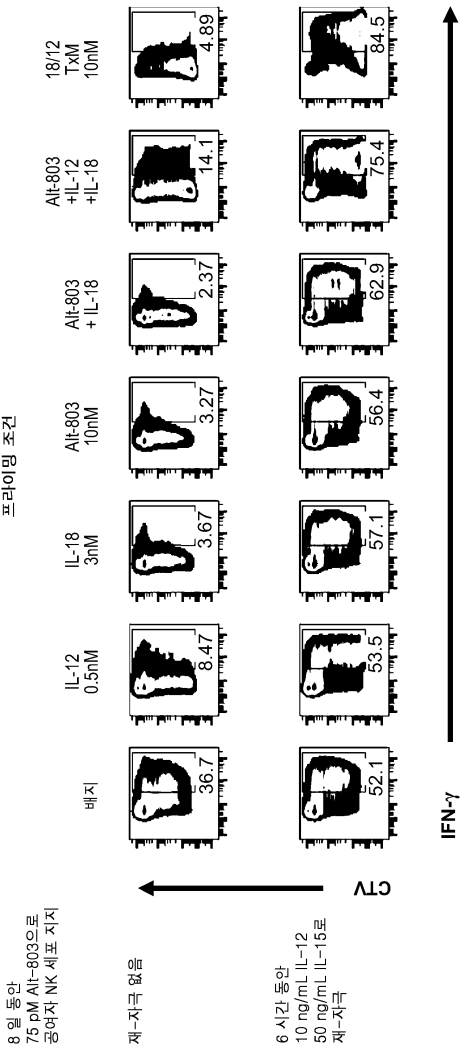 프라이밍 조건
8 일 동안
75 pM Alt-803으로
공여자 NK 세포 지지
배지
IL-12
0.5nM
IL-18
3nM
Alt-803
10nM
Alt-803
+ IL-18
Alt-803
+IL-12
+IL-18
18/12
TxM
10nM
재-자극 없음
36.7
8.47
3.67
3.27
2.37
14.1
4.89
6 시간 동안
10 ng/mL IL-12
50 ng/mL IL-15로
재-자극
52.1
53.5
57.1
56.4
62.9
75.4
84.5
CTV
IFN-γ